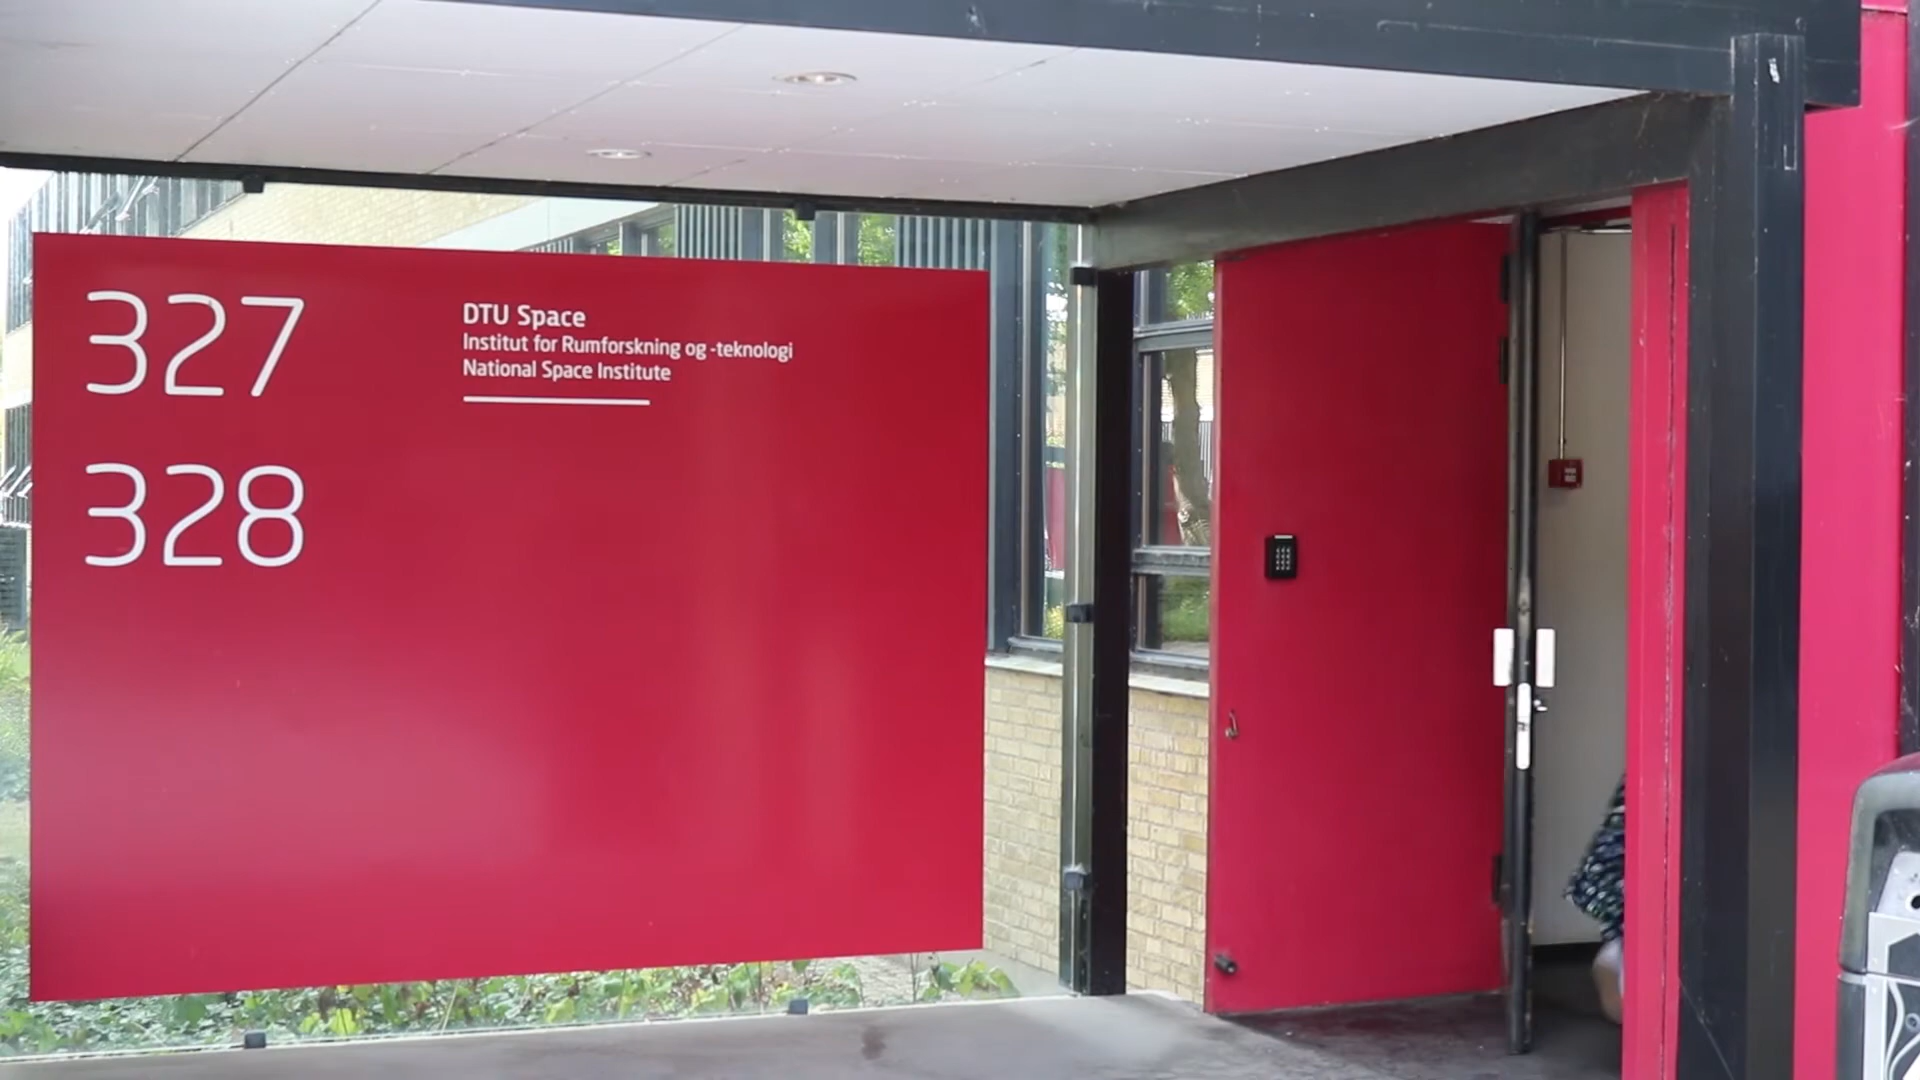 327
DTU Space
Institut for Rumforskning og -teknologi
National Space Institute
328